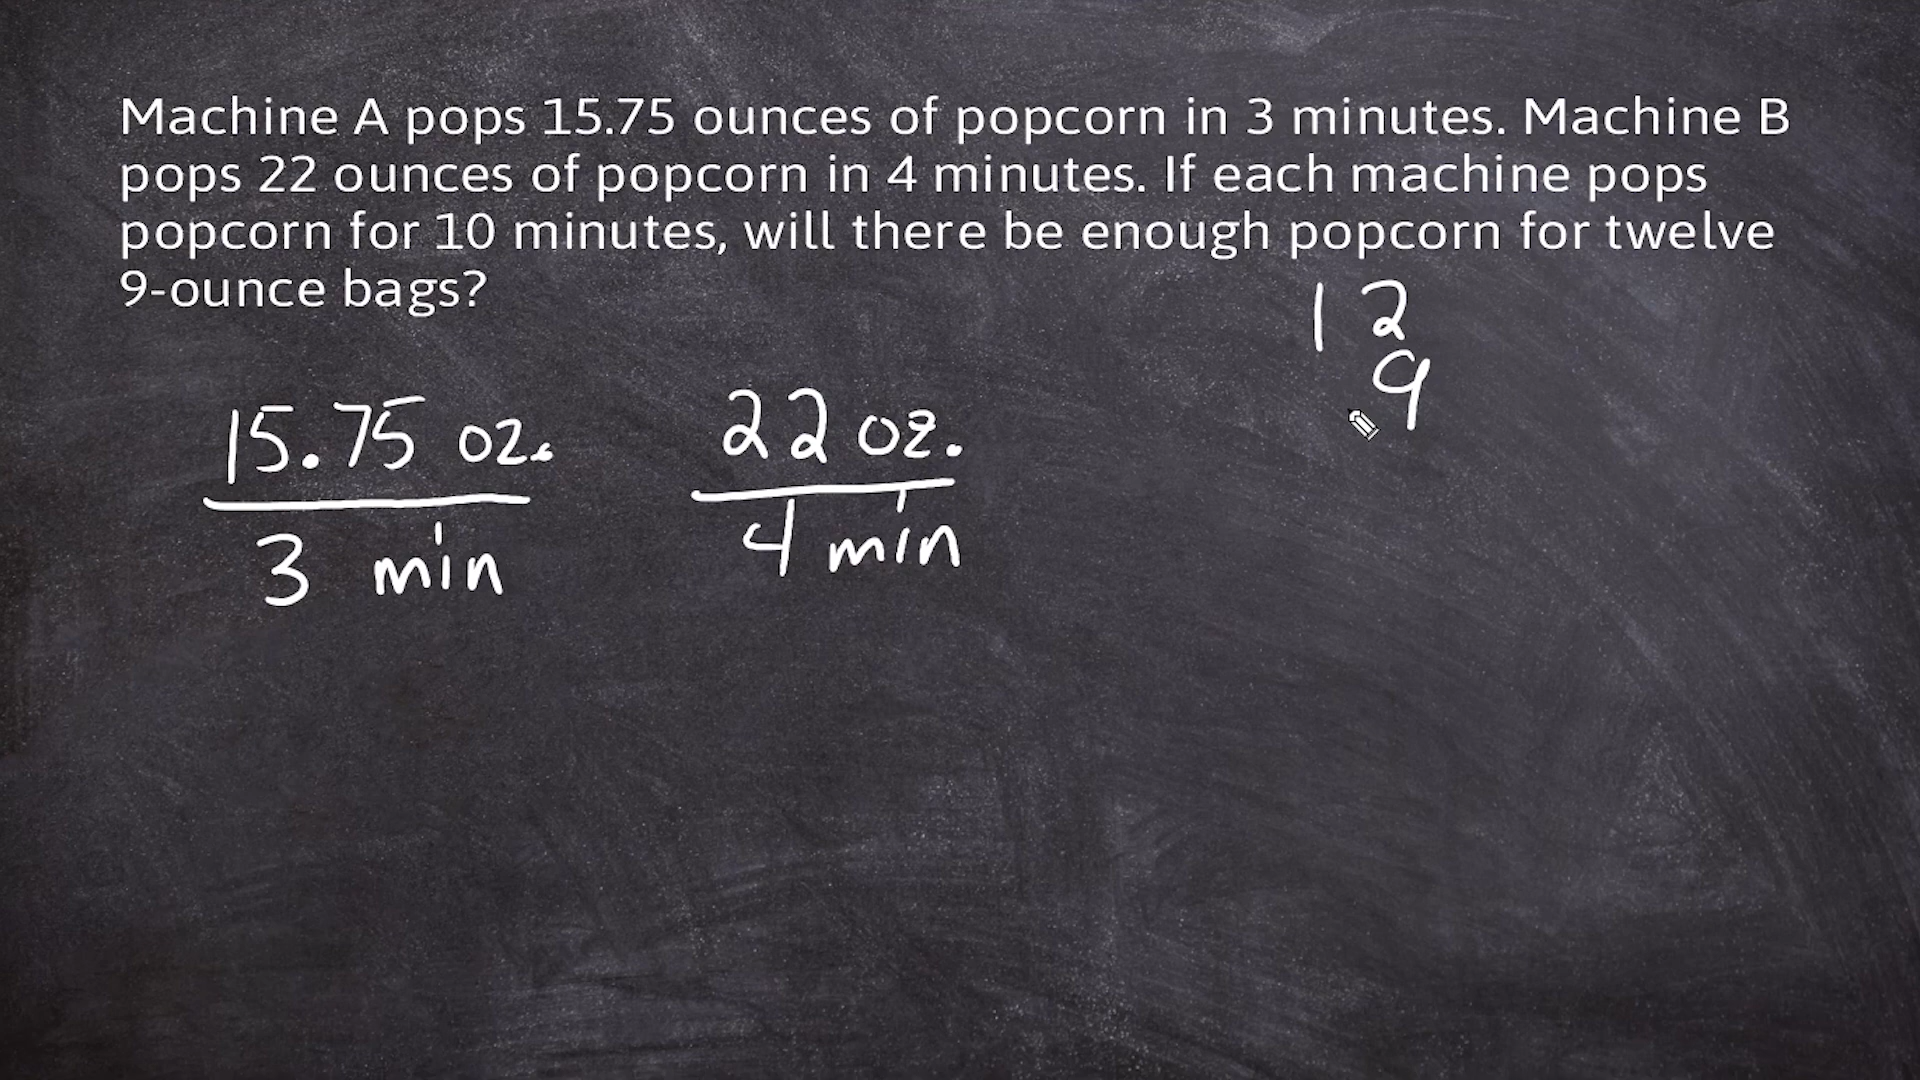 Machine A pops 15.75 ounces of popcorn in 3 minutes. Machine B
pops 22 ounces of popcorn in 4 minutes. If each machine pops
popcorn for 10 minutes, will there be enough popcorn for twelve
9-ounce bags?
12
9
15.75 oz.
3 min
22 oz.
4 min